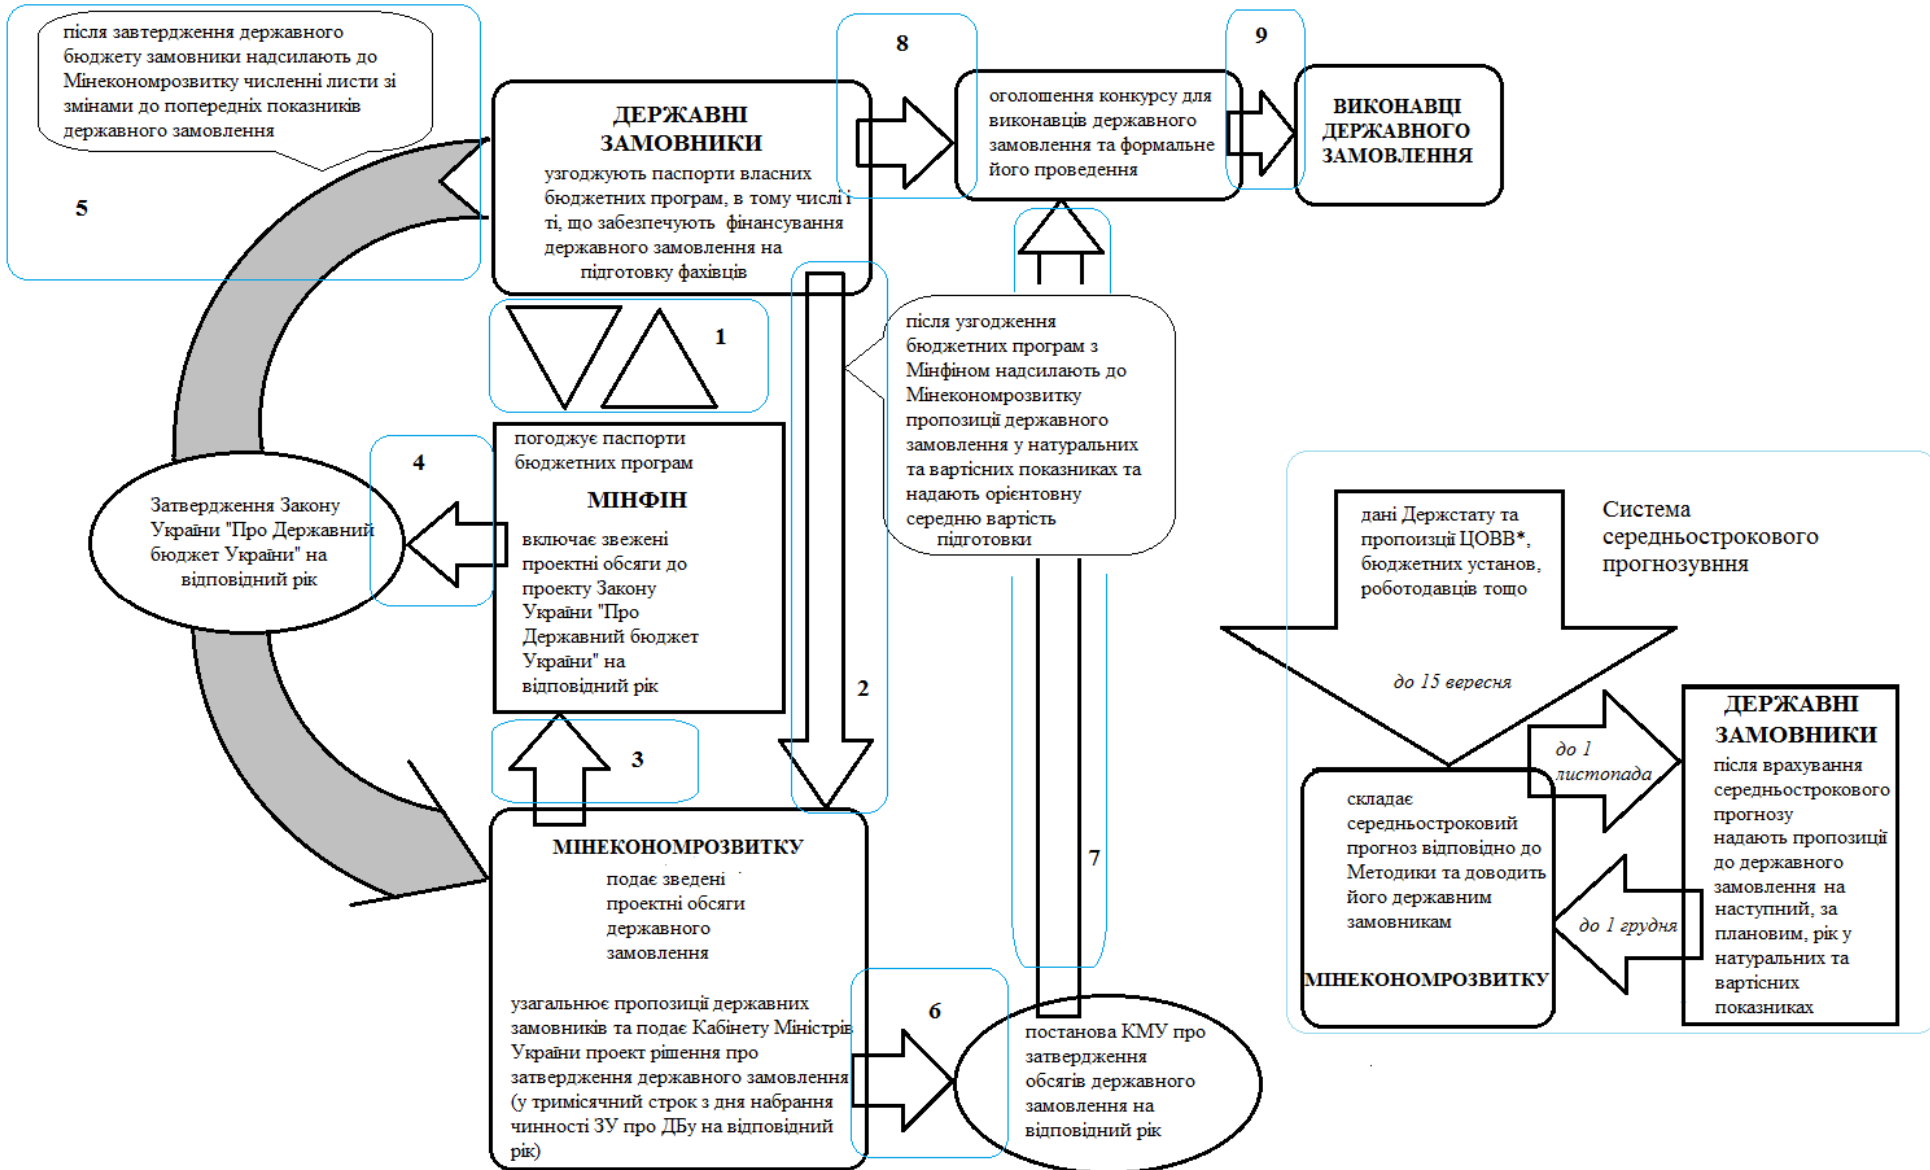 після завтердження державного
бюджету замовники надсилають до
Мінекономрозвитку численні листи зі
змінами до попередніх показників
державного замовлення
5
ДЕРЖАВНІ
ЗАМОВНИКИ
узгоджують паспорти власних
бюджетних програм, в тому числі і
ті, що забезпечують фінансування
державного замовлення на
підготовку фахівців
8
оголошення конкурсу для
виконавців державного
замовлення та формальне
його проведення
9
ВИКОНАВЦІ
ДЕРЖАВНОГО
ЗАМОВЛЕННЯ
1
2
після узгодження
бюджетних програм з
Мінфіном надсилають до
Мінекономрозвитку
пропозиції державного
замовлення у натуральних
та вартісних показниках та
надають орієнтовну
середню вартість
підготовки
4
Затвердження Закону
України "Про Державний
бюджет України" на
відповідний рік
погоджує паспорти
бюджетних програм
МІНФІН
включає звежені
проектні обсяги до
проекту Закону
України "Про
Державний бюджет
України" на
відповідний рік
3
МІНЕКОНОМРОЗВИТКУ
подає зведені
проектні обсяги
державного
замовлення
узагальнює пропозиції державних
замовників та подає Кабінету Міністрів
України проект рішення про
затвердження державного замовлення
(у тримісячний строк з дня набрання
чинності ЗУ про ДБу на відповідний
рік)
6
7
постанова КМУ про
затвердження
обсягів державного
замовлення на
відповідний рік
Система
середньострокового
прогнозувння
дані Держстату та
пропоизції ЦОВВ*,
бюджетних установ,
роботодавців тощо
до 15 вересня
до 1
листопада
до 1 грудня
складає
середньостроковий
прогноз відповідно до
Методики та доводить
його державним
замовникам
МІНЕКОНОМРОЗВИТКУ
ДЕРЖАВНІ
ЗАМОВНИКИ
після врахування
середньострокового
прогнозу
надають пропозиції
до державного
замовлення на
наступний, за
плановим, рік у
натуральних та
вартісних
показниках